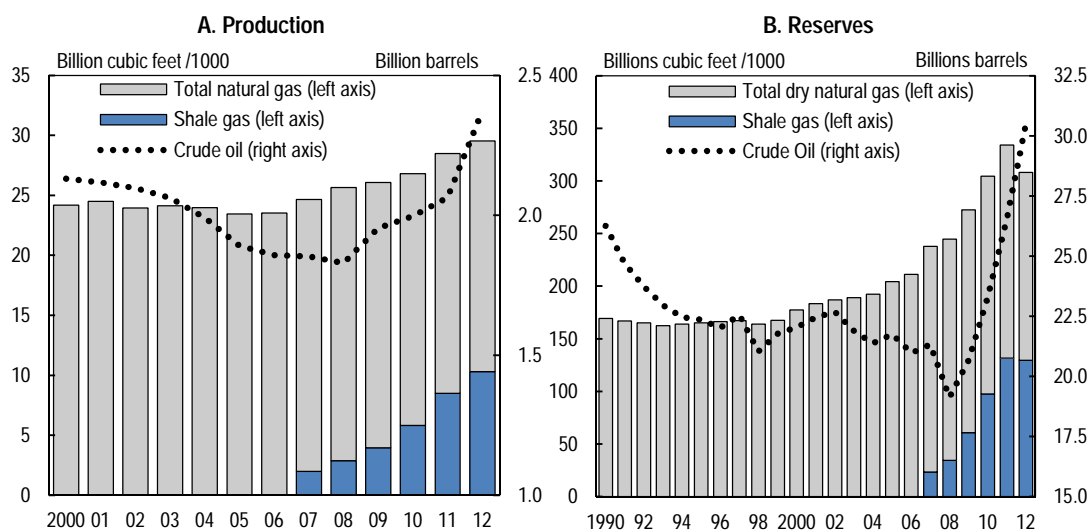 A. Production
Billion cubic feet /1000 Billion barrels
35 2.5
Total natural gas (left axis)
30
Shale gas (left axis)
Crude oil (right axis)
25
2.0
20
15
1.5
10
5
0 1.0
2000 01 02 03 04 05 06 07 08 09 10 11 12
B. Reserves
Billions cubic feet /1000 Billions barrels
400 32.5
Total dry natural gas (left axis)
350
Shale gas (left axis)
30.0
Crude Oil (right axis)
300
27.5
250
25.0
200
22.5
150
20.0
100
17.5
50
0 15.0
1990 92 94 96 98 2000 02 04 06 08 10 12